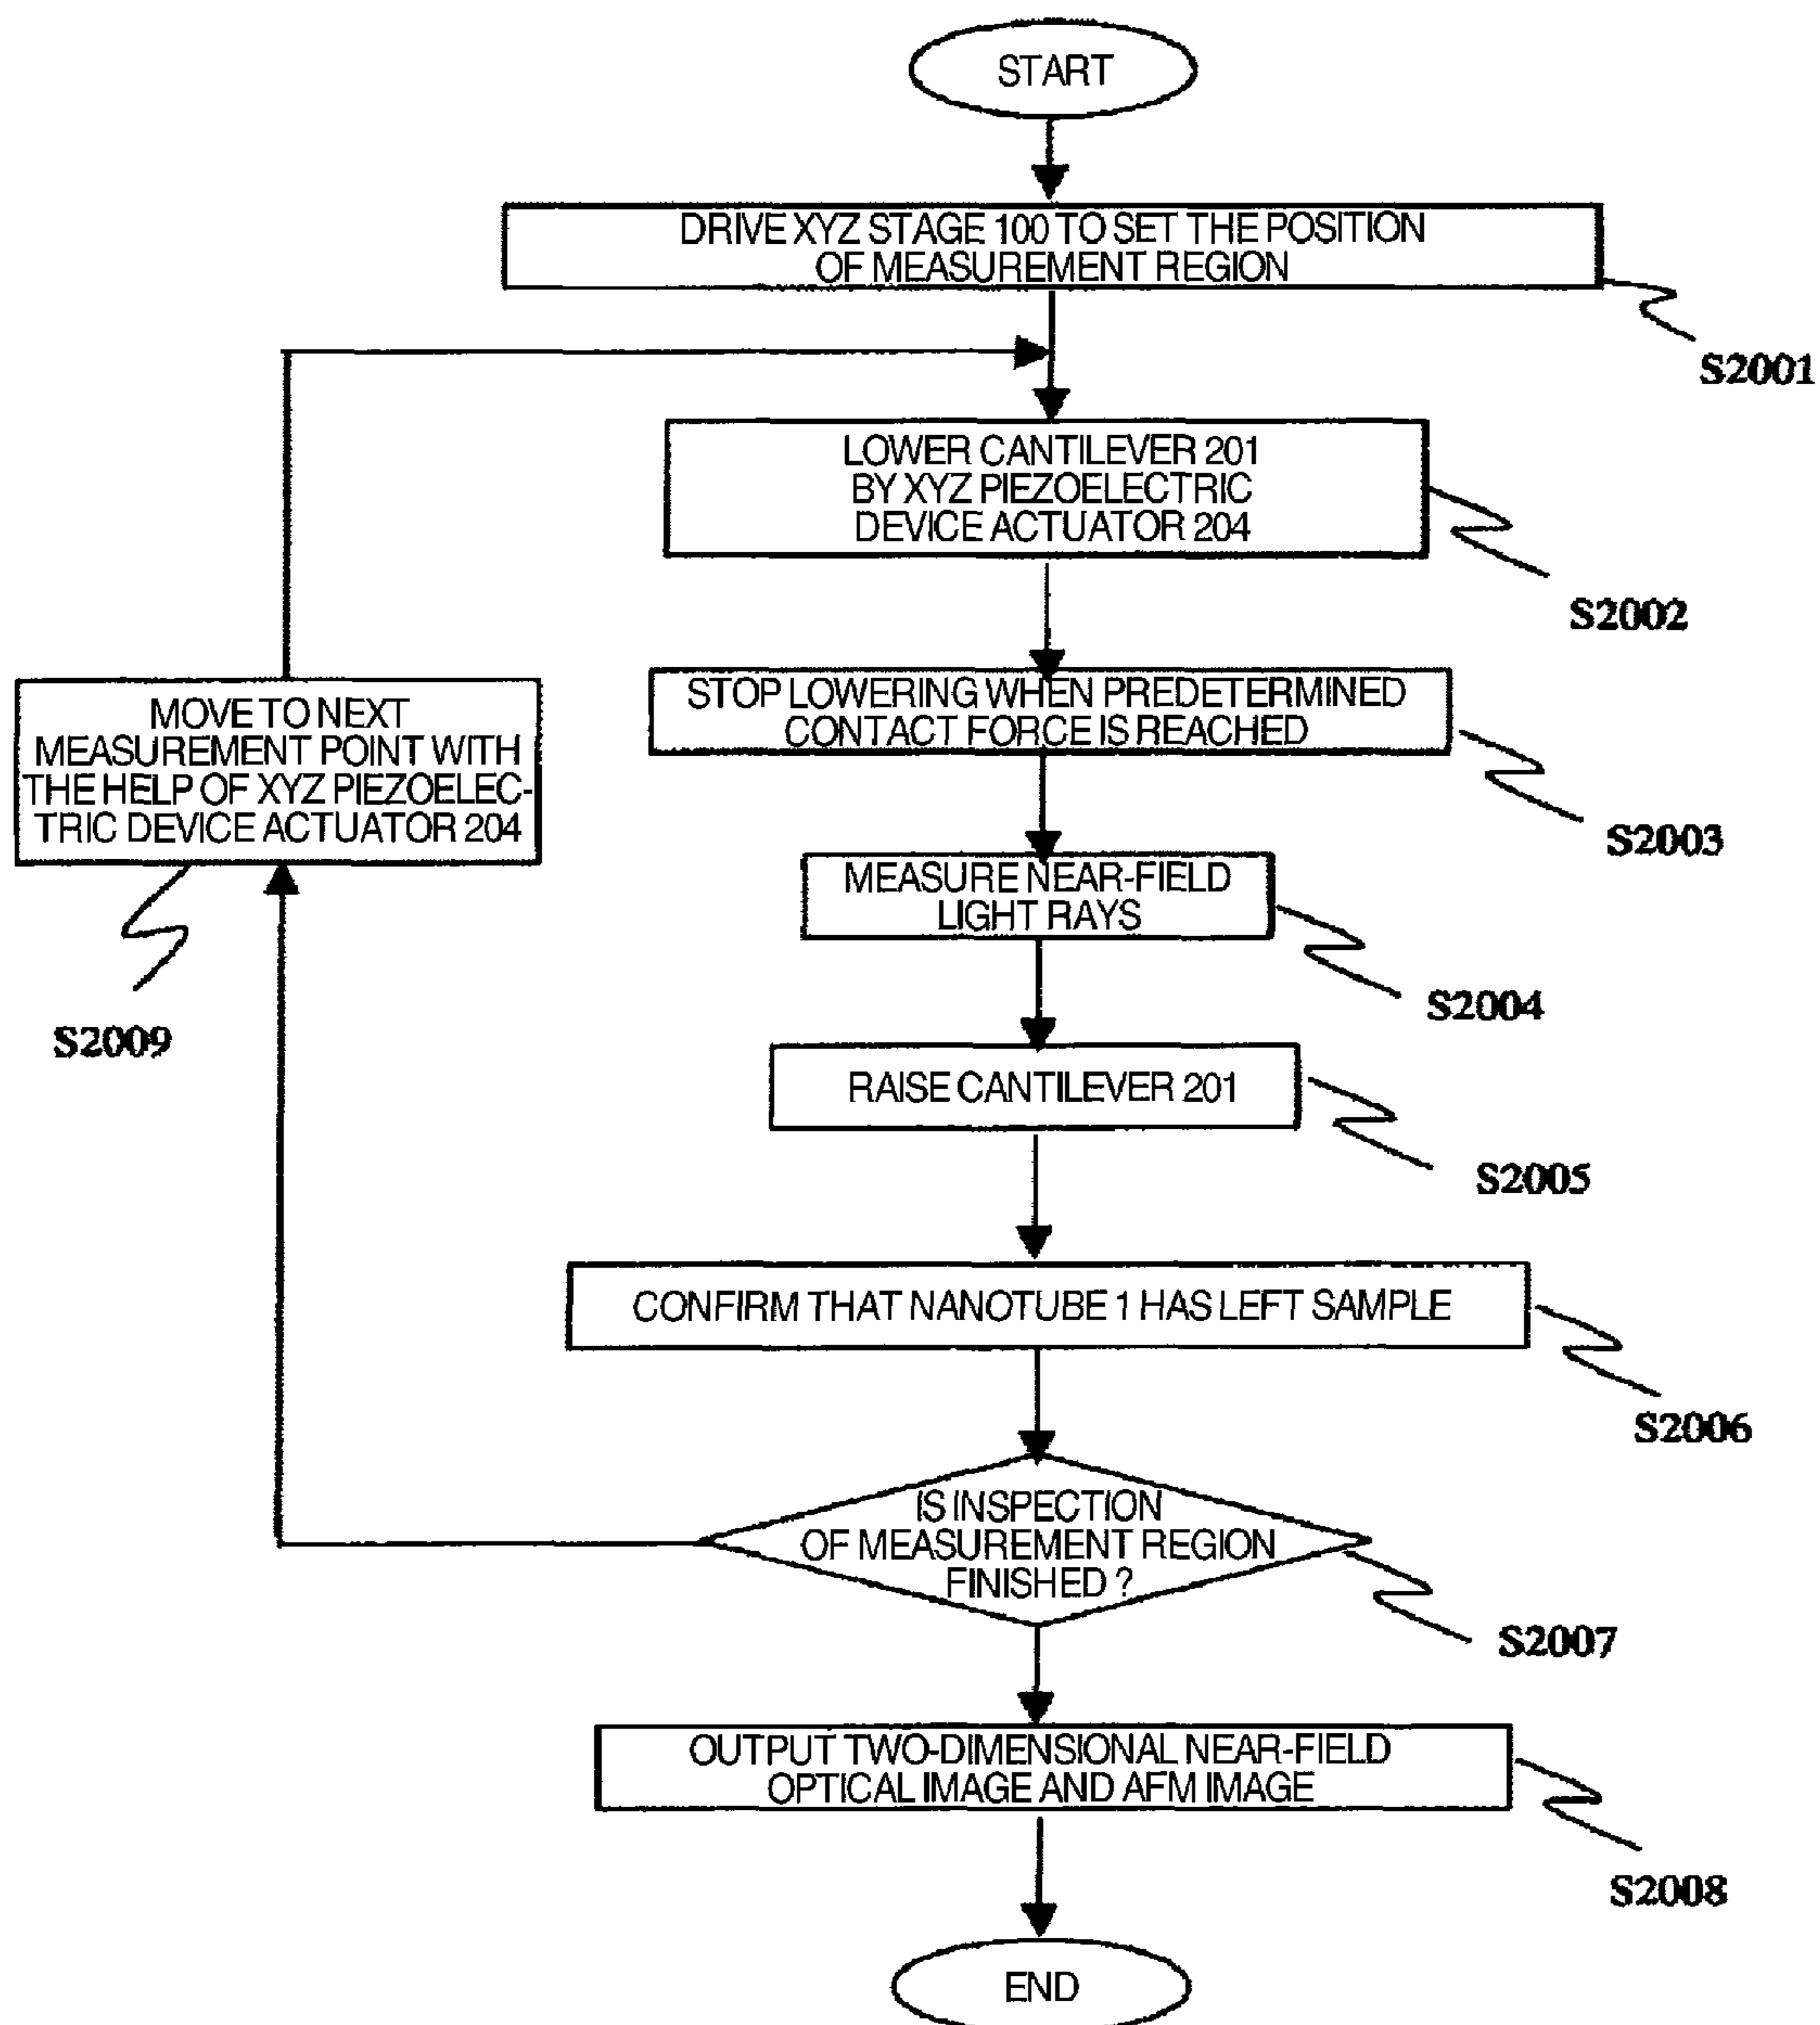 START
DRIVE XYZ STAGE 100 TO SET THE POSITION
OF MEASUREMENT REGION
S2001
LOWER CANTILEVER 201
BY XYZ PIEZOELECTRIC
DEVICE ACTUATOR 204
S2002
STOP LOWERING WHEN PREDETERMINED
CONTACT FORCE IS REACHED
S2003
MEASURE NEAR-FIELD
LIGHT RAYS
S2004
RAISE CANTILEVER 201
S2005
CONFIRM THAT NANOTUBE 1 HAS LEFT SAMPLE
S2006
IS INSPECTION
OF MEASUREMENT REGION
FINISHED ?
S2007
MOVE TO NEXT
MEASUREMENT POINT WITH
THE HELP OF XYZ PIEZOELEC-
TRIC DEVICE ACTUATOR 204
S2009
OUTPUT TWO-DIMENSIONAL NEAR-FIELD
OPTICAL IMAGE AND AFM IMAGE
S2008
END